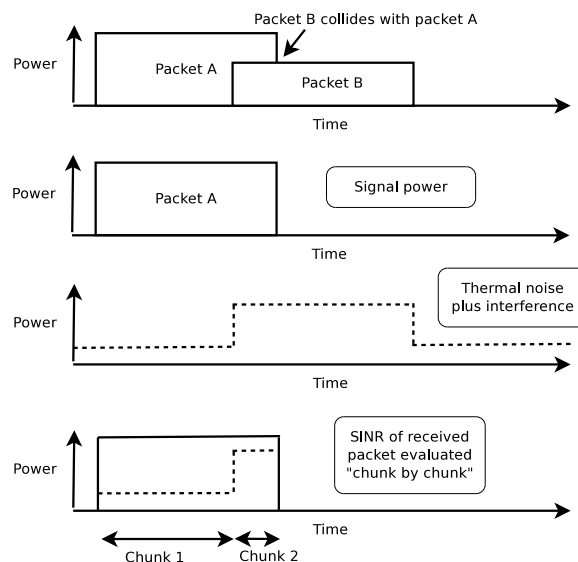 Packet B collides with packet A
Power
Packet A
Packet B
Time
Power
Packet A
Signal power
Time
Power
Thermal noise
plus interference
Time
Power
SINR of received
packet evaluated
"chunk by chunk"
Time
Chunk 1
Chunk 2